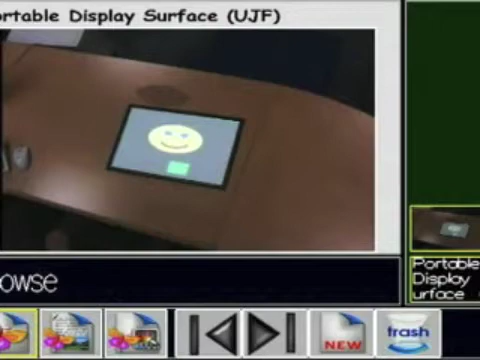 ortable Display Surface (UJF)
owse
Portable
Display
urface
NEW
trash